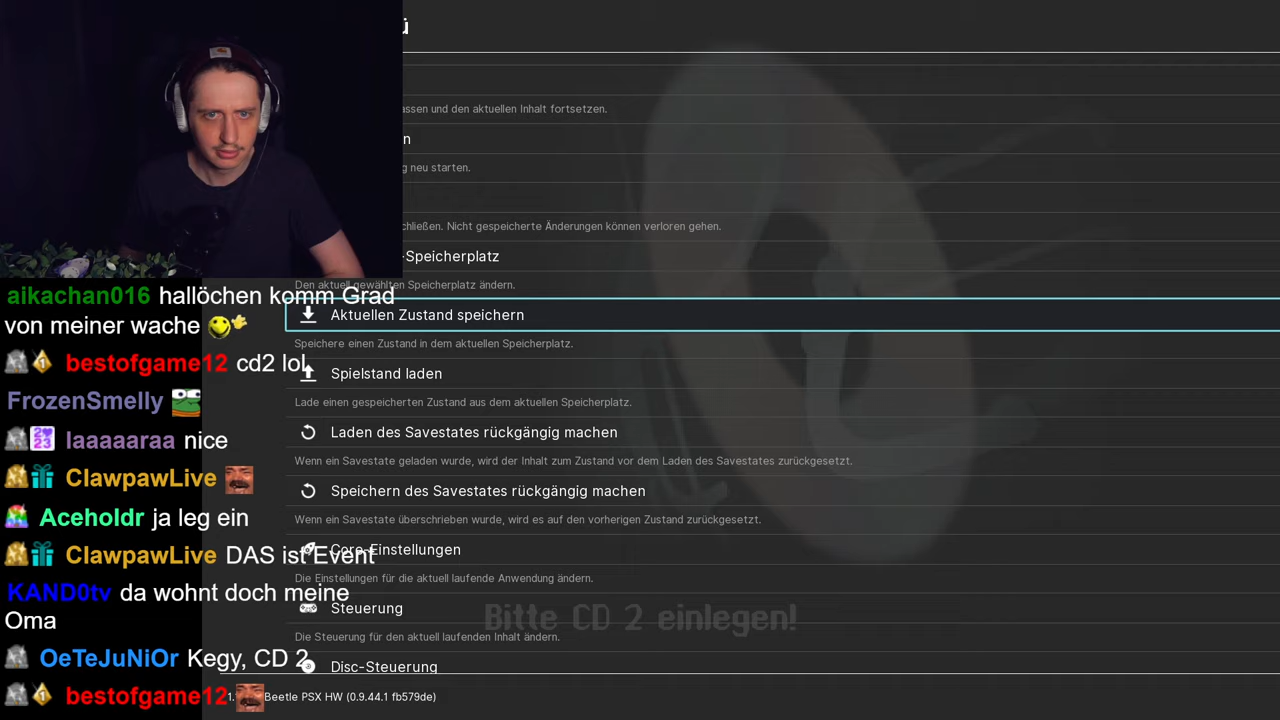 ü
assen und den aktuellen Inhalt fortsetzen.
n
g neu starten.
chließen. Nicht gespeicherte Änderungen können verloren gehen.
-Speicherplatz
Den aktuell gewählten Speicherplatz ändern.
aikachan016 hallöchen komm Grad
von meiner wache
Aktuellen Zustand speichern
Speichere einen Zustand in dem aktuellen Speicherplatz.
bestofgame12 cd2 lol
Spielstand laden
FrozenSmelly
Lade einen gespeicherten Zustand aus dem aktuellen Speicherplatz.
laaaaaraa nice
Laden des Savestates rückgängig machen
Wenn ein Savestate geladen wurde, wird der Inhalt zum Zustand vor dem Laden des Savestates zurückgesetzt.
ClawpawLive
Speichern des Savestates rückgängig machen
Aceholdr ja leg ein
Wenn ein Savestate überschrieben wurde, wird es auf den vorherigen Zustand zurückgesetzt.
ClawpawLive DAS ist Event
Core-Einstellungen
Die Einstellungen für die aktuell laufende Anwendung ändern.
KAND0tv da wohnt doch meine
Oma
Steuerung
Bitte CD 2 einlegen!
Die Steuerung für den aktuell laufenden Inhalt ändern.
OeTeJuNiOr Kegy, CD 2
Disc-Steuerung
bestofgame12
1.
Beetle PSX HW (0.9.44.1 fb579de)